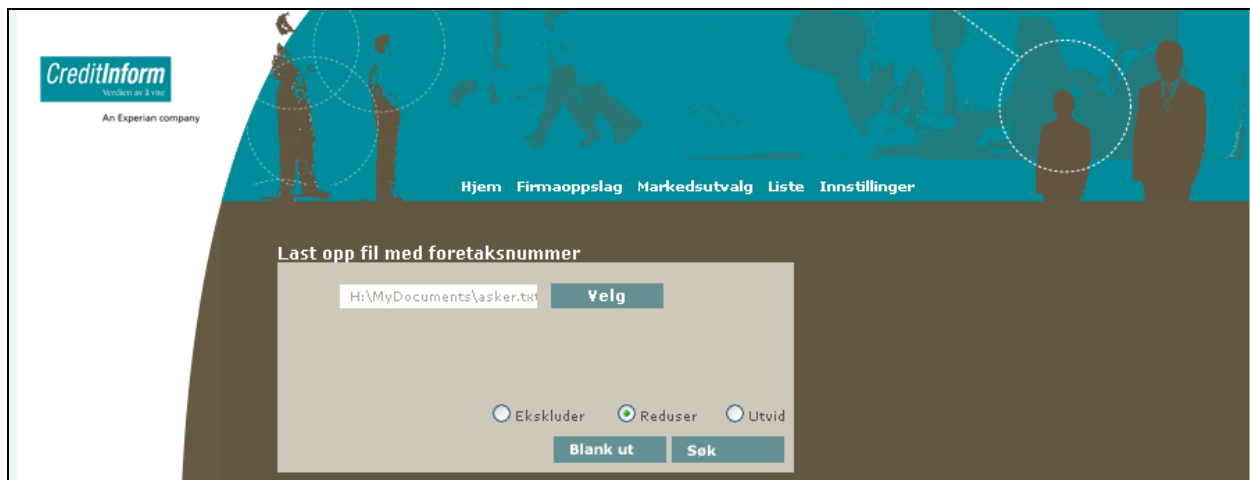 CreditInform
Verdien av å vite
An Experian company
Hjem Firmaoppslag Markedsutvalg Liste Innstillinger
Last opp fil med foretaksnummer
H:\MyDocuments\asker.txt Velg
Ekskluder Reduser Utvid
Blank ut Søk